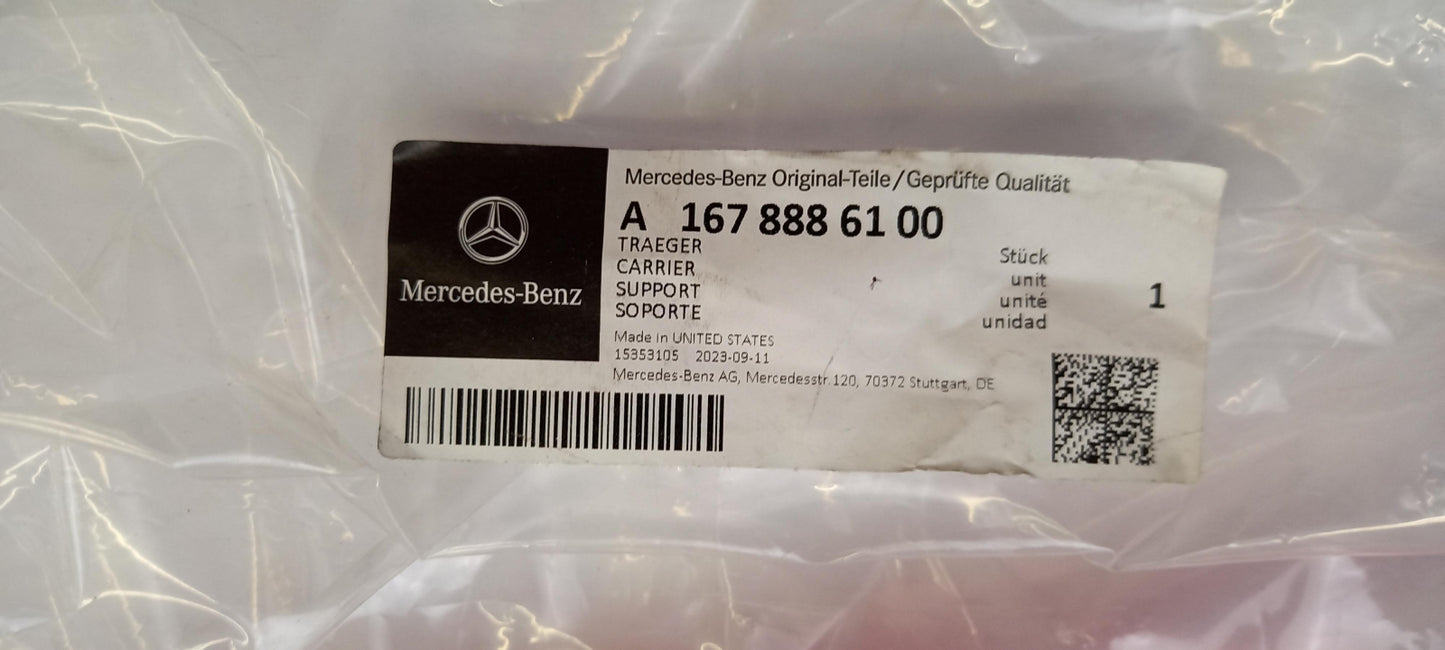 Mercedes-Benz
Mercedes-Benz Original-Teile/Geprüfte Qualität
A 167 888 61 00
TRAEGER
CARRIER
SUPPORT
SOPORTE
Stück
unit
unité
unidad
1
Made in UNITED STATES
15353105 2023-09-11
Mercedes-Benz AG, Mercedesstr.120, 70372 Stuttgart, DE